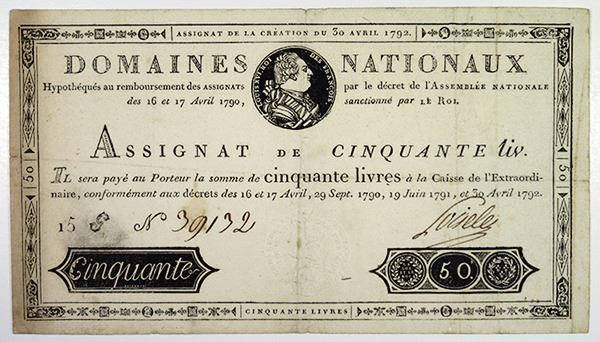 ASSIGNAT DE LA CRÉATION DU 30 AVRIL 1792.
DOMAINES NATIONAUX
Hypothéqués au remboursement des ASSIGNATS par le décret de l'ASSEMBLÉE NATIONALE
des 16 et 17 Avril 1790, sanctionné par LE ROI.
LOUIS XVI ROI DES FRANÇOIS
ASSIGNAT DE CINQUANTE liv.
IL sera payé au Porteur la somme de cinquante livres à la Caisse de l'Extraordi-
naire, conformément aux décrets des 16 et 17 Avril, 29 Sept. 1790, 19 Juin 1791, et 30 Avril 1792.
15 S N 39132
Cinquante
50
50
50
CINQUANTE LIVRES